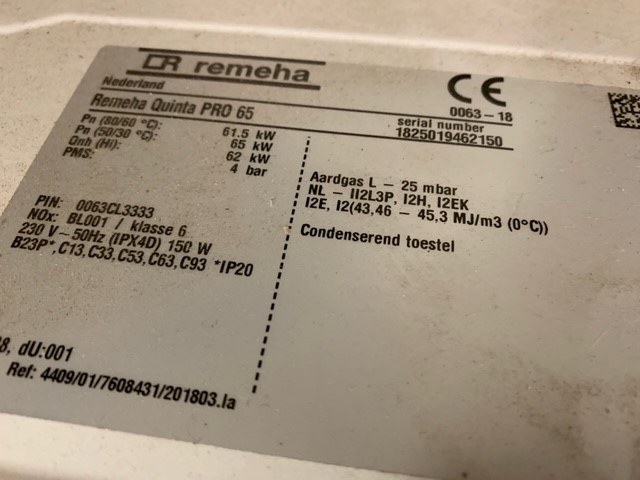 remeha
Nederland
Remeha Quinta PRO 65
CE
0063-18
serial number
1825019462150
Pn (80/60 °C): 61.5 kW
Pn (50/30 °C): 65 kW
Qnh (Hi): 62 kW
PMS: 4 bar
PIN: 0063CL3333
NOx: BL001 / klasse 6
230 V-50Hz (IPX4D) 150 W
B23P*,C13,C33,C53,C63,C93 *IP20
Aardgas L - 25 mbar
NL - II2L3P, I2H, I2EK
I2E, I2(43,46 - 45,3 MJ/m3 (0°C))
Condenserend toestel
8, dU:001
Ref: 4409/01/7608431/201803.la